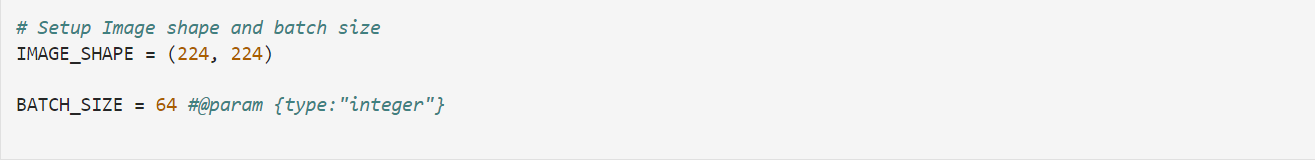 # Setup Image shape and batch size
IMAGE_SHAPE = (224, 224)
BATCH_SIZE = 64 #@param {type:"integer"}